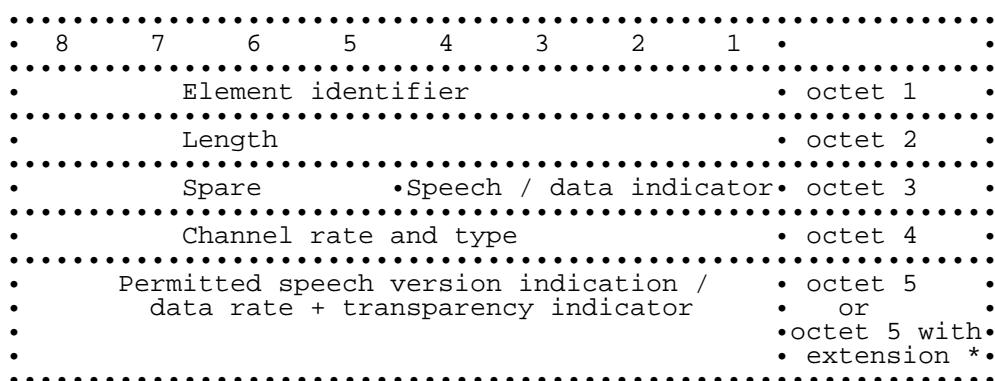 8 7 6 5 4 3 2 1
Element identifier octet 1
Length octet 2
Spare Speech / data indicator octet 3
Channel rate and type octet 4
Permitted speech version indication / octet 5
data rate + transparency indicator or
octet 5 with
extension *